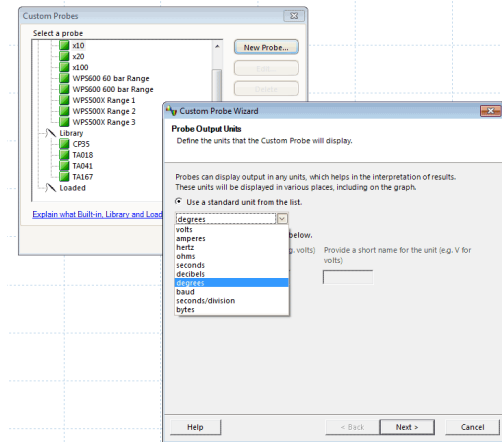 Custom Probes
Select a probe
x10
x20
x100
WPS600 60 bar Range
WPS600 600 bar Range
WPS500X Range 1
WPS500X Range 2
WPS500X Range 3
Library
CP35
TA018
TA041
TA167
Loaded
New Probe...
Edit...
Delete
Explain what Built-in, Library and Load
Custom Probe Wizard
Probe Output Units
Define the units that the Custom Probe will display.
Probes can display output in any units, which helps in the interpretation of results.
These units will be displayed in various places, including on the graph.
Use a standard unit from the list.
degrees
volts
amperes
hertz
ohms
seconds
decibels
degrees
baud
seconds/division
bytes
below.
g. volts)
Provide a short name for the unit (e.g. V for
volts)
Help
< Back
Next >
Cancel